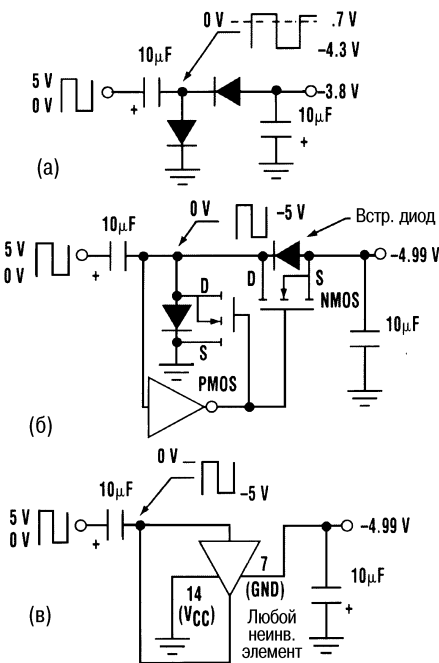 0 V
.7 V
–4.3 V
10μF
5 V
0 V
+
–3.8 V
10μF
+
(а)
0 V
–5 V
Встр. диод
10μF
5 V
0 V
+
–4.99 V
D
D
S
NMOS
10μF
S
PMOS
(б)
0 V
–5 V
10μF
5 V
0 V
+
–4.99 V
7
(GND)
14
(VCC)
10μF
+
Любой
неинв.
элемент
(в)